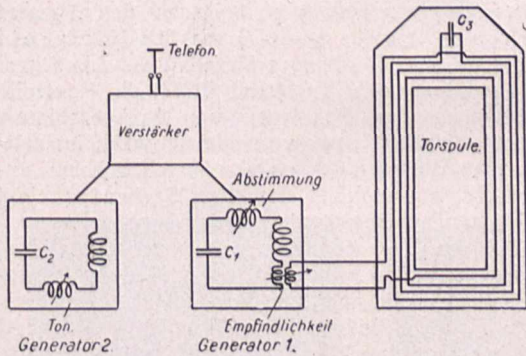 C₃
Telefon
Verstärker
Torspule.
Abstimmung
C₂
C₁
Ton.
Generator 2.
Empfindlichkeit
Generator 1.